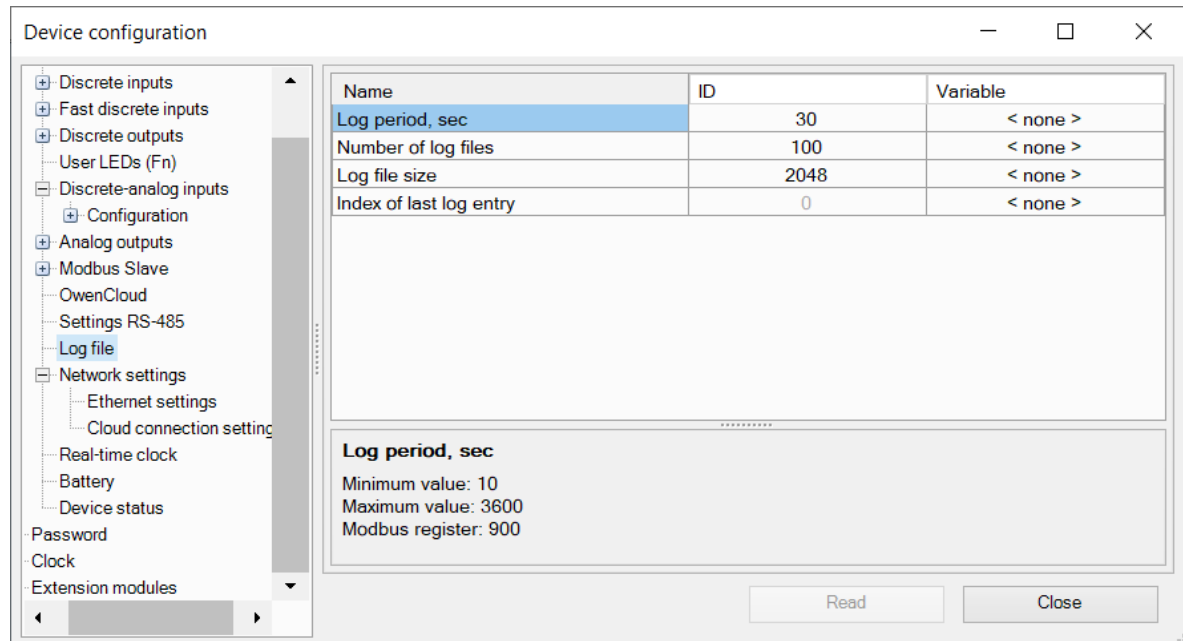 Device configuration
Discrete inputs
Fast discrete inputs
Discrete outputs
User LEDs (Fn)
Discrete-analog inputs
Configuration
Analog outputs
Modbus Slave
OwenCloud
Settings RS-485
Log file
Network settings
Ethernet settings
Cloud connection setting
Real-time clock
Battery
Device status
Password
Clock
Extension modules
Name ID Variable
Log period, sec 30 < none >
Number of log files 100 < none >
Log file size 2048 < none >
Index of last log entry 0 < none >
Log period, sec
Minimum value: 10
Maximum value: 3600
Modbus register: 900
Read Close